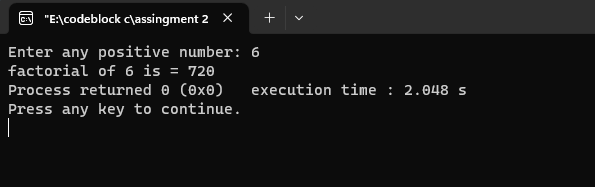 "E:\codeblock c\assingment 2
Enter any positive number: 6
factorial of 6 is = 720
Process returned 0 (0x0)   execution time : 2.048 s
Press any key to continue.